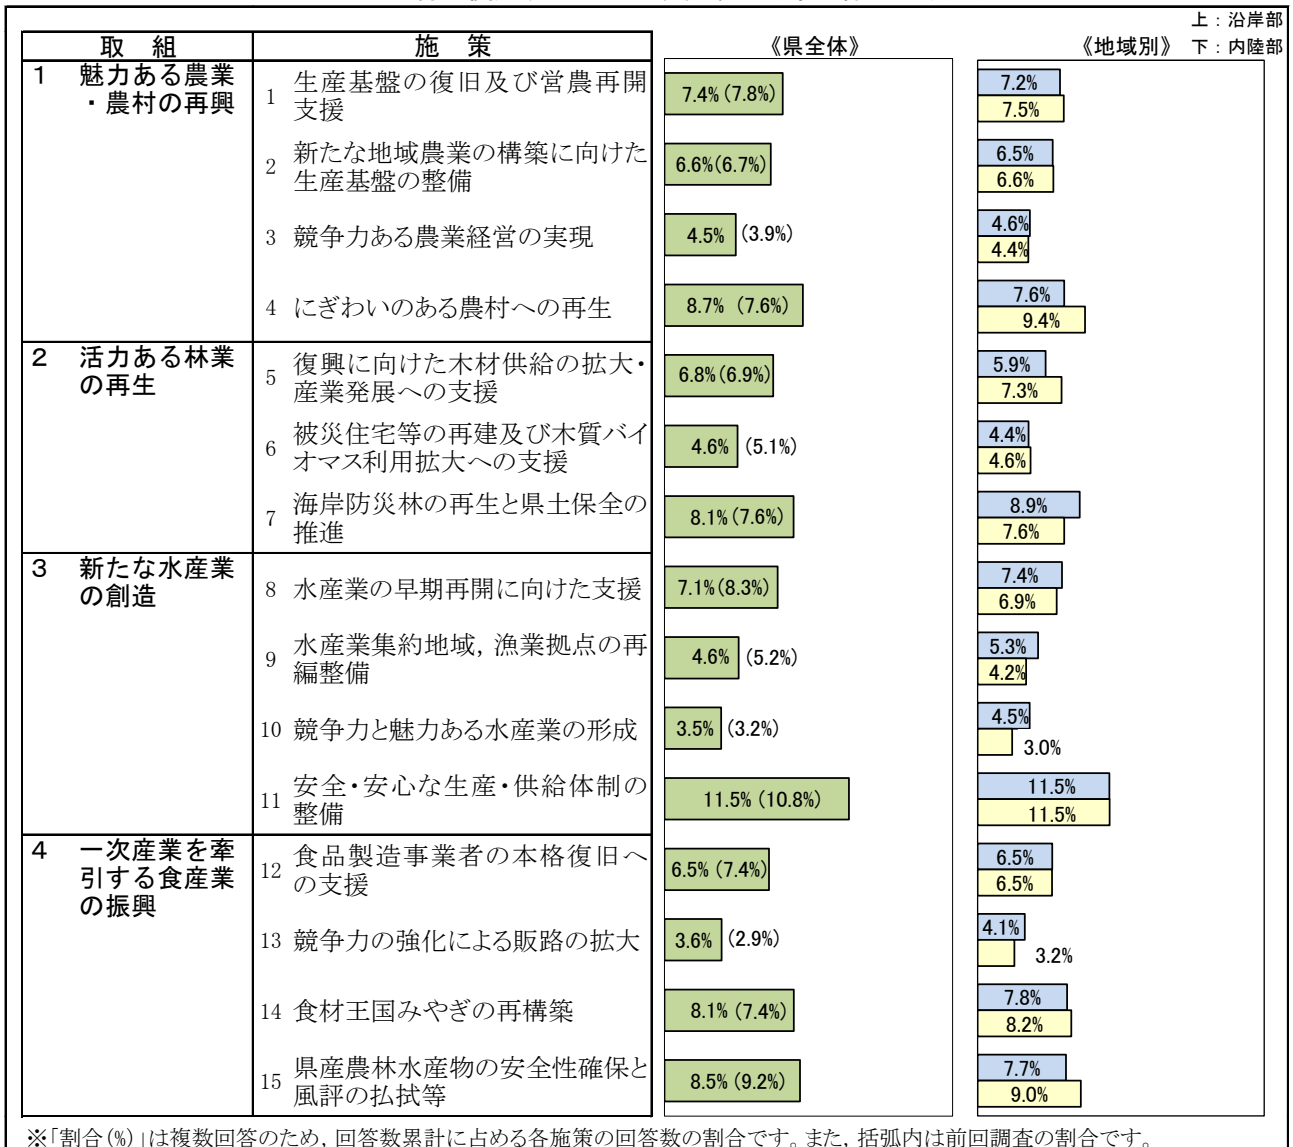 上：沿岸部
取　組　施　策　《県全体》　《地域別》　下：内陸部
1　魅力ある農業
・農村の再興
1　生産基盤の復旧及び営農再開
支援
7.4% (7.8%)
7.2%
7.5%
2　新たな地域農業の構築に向けた
生産基盤の整備
6.6%(6.7%)
6.5%
6.6%
3　競争力ある農業経営の実現
4.5%　(3.9%)
4.6%
4.4%
4　にぎわいのある農村への再生
8.7%　(7.6%)
7.6%
9.4%
2　活力ある林業
の再生
5　復興に向けた木材供給の拡大・
産業発展への支援
6.8%(6.9%)
5.9%
7.3%
6　被災住宅等の再建及び木質バイ
オマス利用拡大への支援
4.6%　(5.1%)
4.4%
4.6%
7　海岸防災林の再生と県土保全の
推進
8.1%(7.6%)
8.9%
7.6%
3　新たな水産業
の創造
8　水産業の早期再開に向けた支援
7.1%(8.3%)
7.4%
6.9%
9　水産業集約地域，漁業拠点の再
編整備
4.6%　(5.2%)
5.3%
4.2%
10　競争力と魅力ある水産業の形成
3.5%　(3.2%)
4.5%
3.0%
11　安全・安心な生産・供給体制の
整備
11.5% (10.8%)
11.5%
11.5%
4　一次産業を牽
引する食産業
の振興
12　食品製造事業者の本格復旧へ
の支援
6.5% (7.4%)
6.5%
6.5%
13　競争力の強化による販路の拡大
3.6%　(2.9%)
4.1%
3.2%
14　食材王国みやぎの再構築
8.1% (7.4%)
7.8%
8.2%
15　県産農林水産物の安全性確保と
風評の払拭等
8.5% (9.2%)
7.7%
9.0%
※「割合(%)」は複数回答のため，回答数累計に占める各施策の回答数の割合です。また，括弧内は前回調査の割合です。